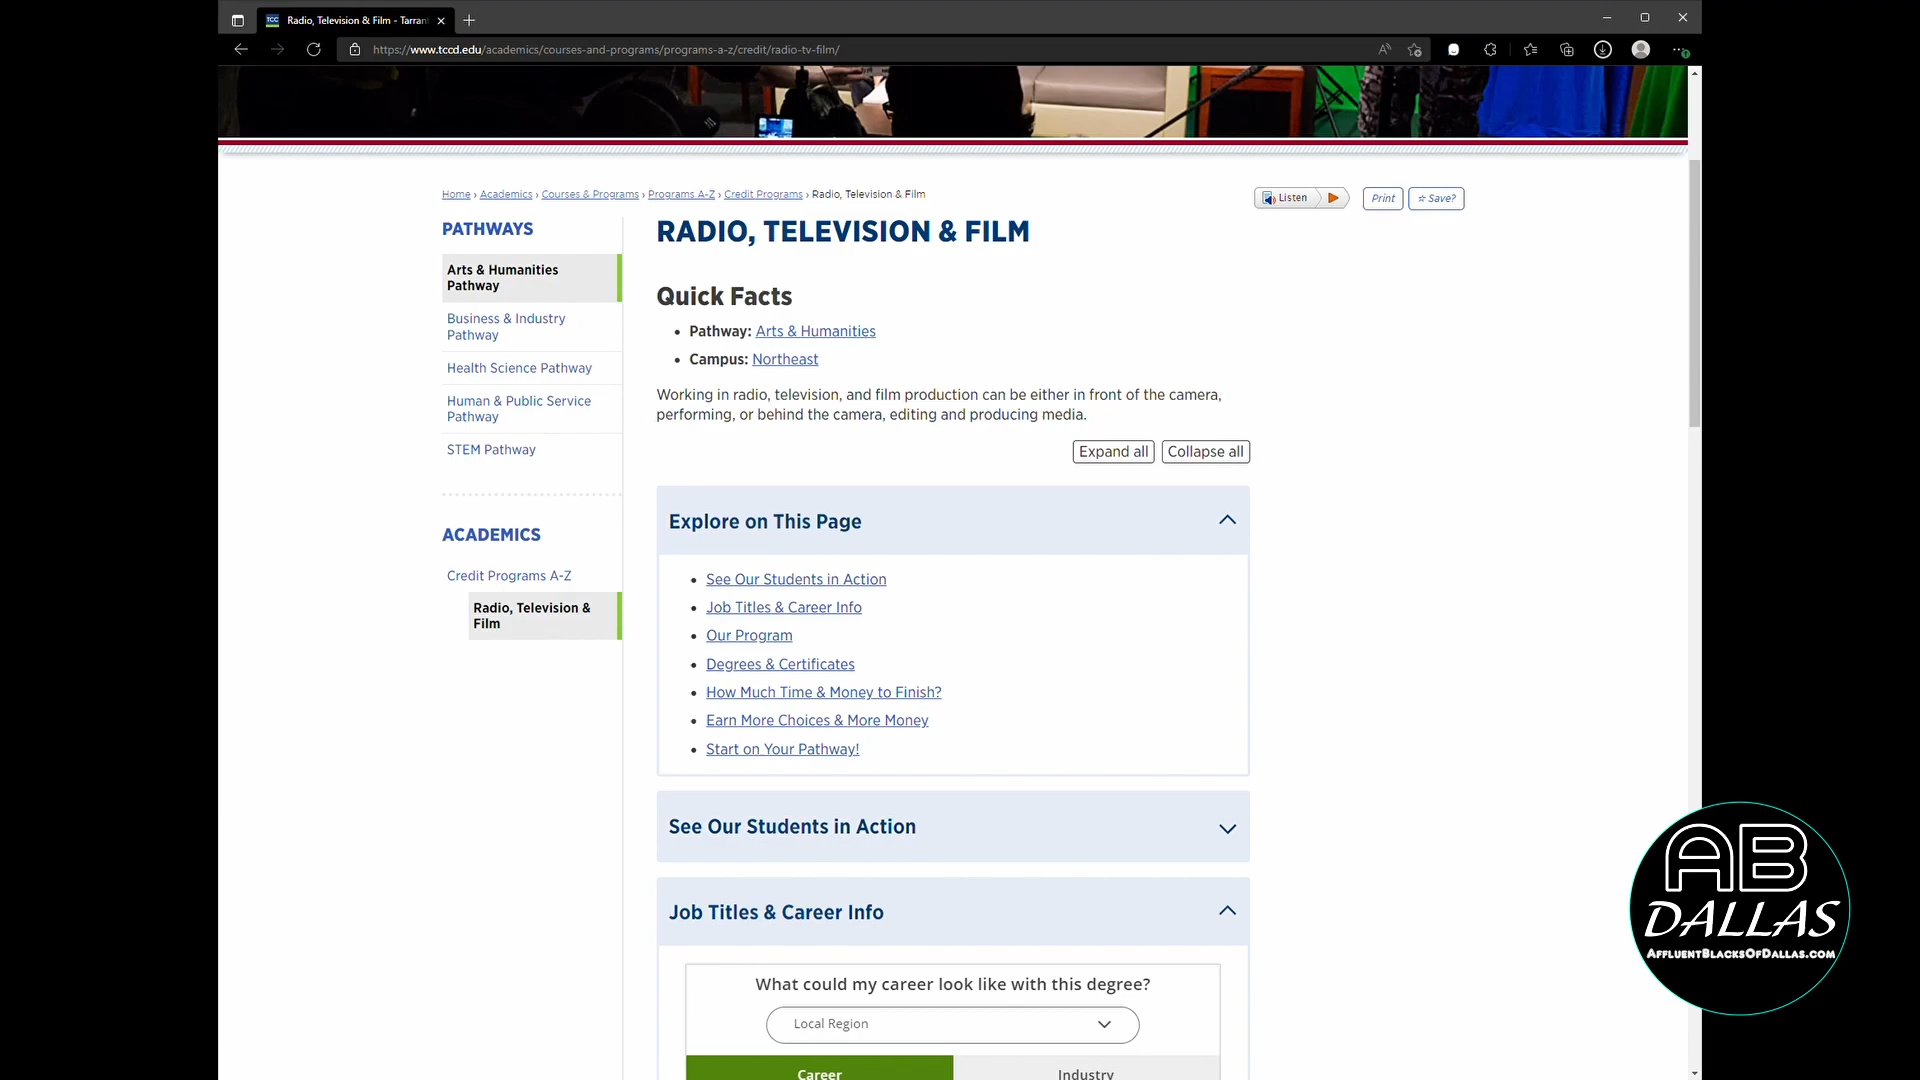 TCC Radio, Television & Film - Tarrant
https://www.tccd.edu/academics/courses-and-programs/programs-a-z/credit/radio-tv-film/
Home › Academics › Courses & Programs › Programs A-Z › Credit Programs › Radio, Television & Film
Listen
Print
☆ Save?
PATHWAYS
Arts & Humanities
Pathway
Business & Industry
Pathway
Health Science Pathway
Human & Public Service
Pathway
STEM Pathway
ACADEMICS
Credit Programs A-Z
Radio, Television &
Film
RADIO, TELEVISION & FILM
Quick Facts
• Pathway: Arts & Humanities
• Campus: Northeast
Working in radio, television, and film production can be either in front of the camera,
performing, or behind the camera, editing and producing media.
Expand all Collapse all
Explore on This Page
• See Our Students in Action
• Job Titles & Career Info
• Our Program
• Degrees & Certificates
• How Much Time & Money to Finish?
• Earn More Choices & More Money
• Start on Your Pathway!
See Our Students in Action
Job Titles & Career Info
What could my career look like with this degree?
Local Region
Career Industry
AB
DALLAS
AFFLUENTBLACKSOFDALLAS.COM